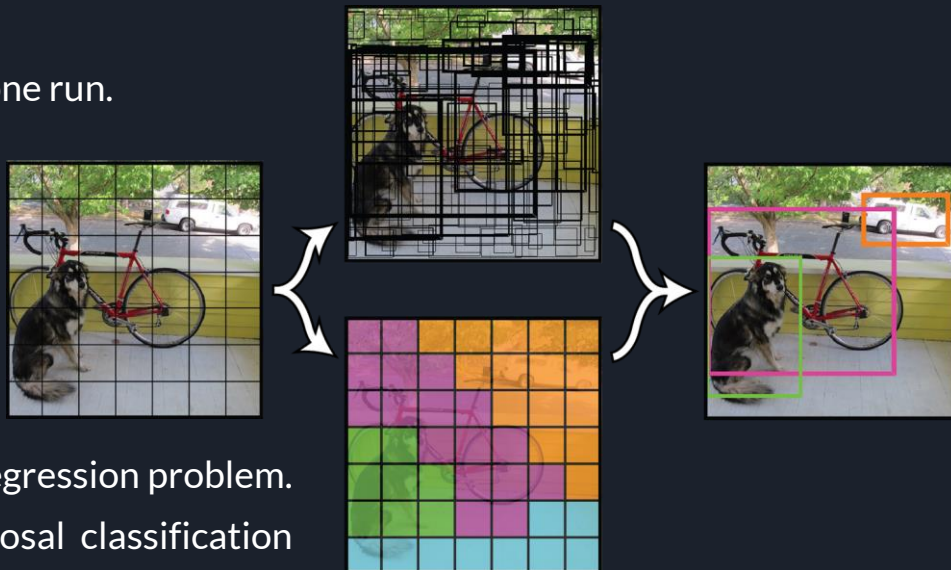 ne run.
egression problem.
osal classification